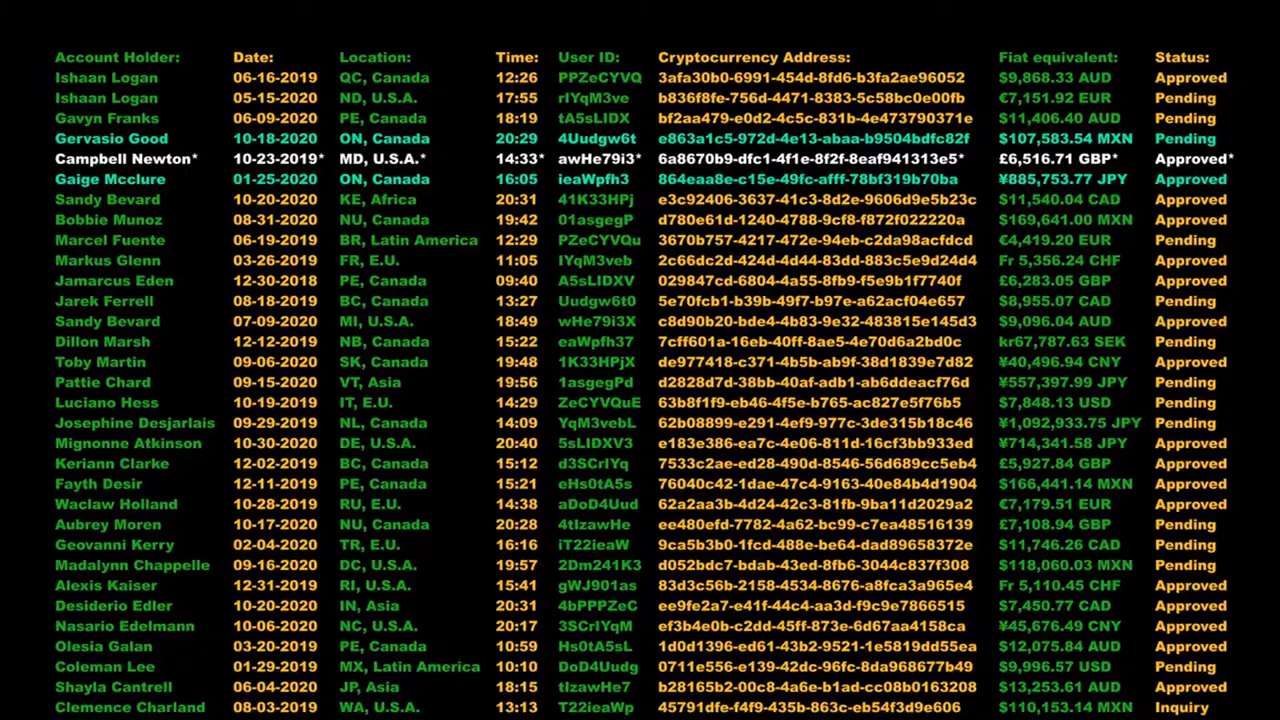 Account Holder: Date: Location: Time: User ID: Cryptocurrency Address: Fiat equivalent: Status:
Ishaan Logan 06-16-2019 QC, Canada 12:26 PPZeCYVQ 3afa30b0-6991-454d-8fd6-b3fa2ae96052 $9,868.33 AUD Approved
Ishaan Logan 05-15-2020 ND, U.S.A. 17:55 rIYqM3ve b836f8fe-756d-4471-8383-5c58bc0e00fb €7,151.92 EUR Pending
Gavyn Franks 06-09-2020 PE, Canada 18:19 tA5sLIDX bf2aa479-e0d2-4c5c-831b-4e473790371e $11,406.40 AUD Pending
Gervasio Good 10-18-2020 ON, Canada 20:29 4Uudgw6t e863a1c5-972d-4e13-abaa-b9504bdfc82f $107,583.54 MXN Pending
Campbell Newton* 10-23-2019* MD, U.S.A.* 14:33* awHe79i3* 6a8670b9-dfc1-4f1e-8f2f-8eaf941313e5* £6,516.71 GBP* Approved*
Gaige Mcclure 01-25-2020 ON, Canada 16:05 ieaWpfh3 864eaa8e-c15e-49fc-afff-78bf319b70ba ¥885,753.77 JPY Approved
Sandy Bevard 10-20-2020 KE, Africa 20:31 41K33HPj e3c92406-3637-41c3-8d2e-9606d9e5b23c $11,540.04 CAD Approved
Bobbie Munoz 08-31-2020 NU, Canada 19:42 01asgegP d780e61d-1240-4788-9cf8-f872f022220a $169,641.00 MXN Pending
Marcel Fuente 06-19-2019 BR, Latin America 12:29 PZeCYVQu 3670b757-4217-472e-94eb-c2da98acfdcd €4,419.20 EUR Pending
Markus Glenn 03-26-2019 FR, E.U. 11:05 IYqM3veb 2c66dc2d-424d-4d44-83dd-883c5e9d24d4 Fr 5,356.24 CHF Approved
Jamarcus Eden 12-30-2018 PE, Canada 09:40 A5sLIDXV 029847cd-6804-4a55-8fb9-f5e9b1f7740f £6,283.05 GBP Approved
Jarek Ferrell 08-18-2019 BC, Canada 13:27 Uudgw6t0 5e70fcb1-b39b-49f7-b97e-a62acf04e657 $8,955.07 CAD Pending
Sandy Bevard 07-09-2020 MI, U.S.A. 18:49 wHe79i3X c8d90b20-bde4-4b83-9e32-483815e145d3 $9,096.04 AUD Approved
Dillon Marsh 12-12-2019 NB, Canada 15:22 eaWpfh37 7cff601a-16eb-40ff-8ae5-4e70d6a2bd0c kr67,787.63 SEK Pending
Toby Martin 09-06-2020 SK, Canada 19:48 1K33HPjX de977418-c371-4b5b-ab9f-38d1839e7d82 ¥40,496.94 CNY Approved
Pattie Chard 09-15-2020 VT, Asia 19:56 1asgegPd d2828d7d-38bb-40af-adb1-ab6ddeacf76d ¥557,397.99 JPY Pending
Luciano Hess 10-19-2019 IT, E.U. 14:29 ZeCYVQuE 63b8f1f9-eb46-4f5e-b765-ac827e5f76b5 $7,848.13 USD Pending
Josephine Desjarlais 09-29-2019 NL, Canada 14:09 YqM3vebL 62b08899-e291-4ef9-977c-3de315b18c46 ¥1,092,933.75 JPY Pending
Mignonne Atkinson 10-30-2020 DE, U.S.A. 20:40 5sLIDXV3 e183e386-ea7c-4e06-811d-16cf3bb933ed ¥714,341.58 JPY Approved
Keriann Clarke 12-02-2019 BC, Canada 15:12 d3SCrIYq 7533c2ae-ed28-490d-8546-56d689cc5eb4 £5,927.84 GBP Approved
Fayth Desir 12-11-2019 PE, Canada 15:21 eHs0tA5s 76040c42-1dae-47c4-9163-40e84b4d1904 $166,441.14 MXN Approved
Waclaw Holland 10-28-2019 RU, E.U. 14:38 aDoD4Uud 62a2aa3b-4d24-42c3-81fb-9ba11d2029a2 €7,179.51 EUR Approved
Aubrey Moren 10-17-2020 NU, Canada 20:28 4tIzawHe ee480efd-7782-4a62-bc99-c7ea48516139 £7,108.94 GBP Pending
Geovanni Kerry 02-04-2020 TR, E.U. 16:16 iT22ieaW 9ca5b3b0-1fcd-488e-be64-dad89658372e $11,746.26 CAD Pending
Madalynn Chappelle 09-16-2020 DC, U.S.A. 19:57 2Dm241K3 d052bdc7-bdab-43ed-8fb6-3044c837f308 $118,060.03 MXN Pending
Alexis Kaiser 12-31-2019 RI, U.S.A. 15:41 gWJ901as 83d3c56b-2158-4534-8676-a8fca3a965e4 Fr 5,110.45 CHF Approved
Desiderio Edler 10-20-2020 IN, Asia 20:31 4bPPPZeC ee9fe2a7-e41f-44c4-aa3d-f9c9e7866515 $7,450.77 CAD Approved
Nasario Edelmann 10-06-2020 NC, U.S.A. 20:17 3SCrIYqM ef3b4e0b-c2dd-45ff-873e-6d67aa4158ca ¥45,676.49 CNY Approved
Olesia Galan 03-20-2019 PE, Canada 10:59 Hs0tA5sL 1d0d1396-ed61-43b2-9521-1e5819dd55ea $12,075.84 AUD Approved
Coleman Lee 01-29-2019 MX, Latin America 10:10 DoD4Uudg 0711e556-e139-42dc-96fc-8da968677b49 $9,996.57 USD Pending
Shayla Cantrell 06-04-2020 JP, Asia 18:15 tIzawHe7 b28165b2-00c8-4a6e-b1ad-cc08b0163208 $13,253.61 AUD Approved
Clemence Charland 08-03-2019 WA, U.S.A. 13:13 T22ieaWp 45791dfe-f4f9-435b-863c-eb54f3d9e606 $110,153.14 MXN Inquiry